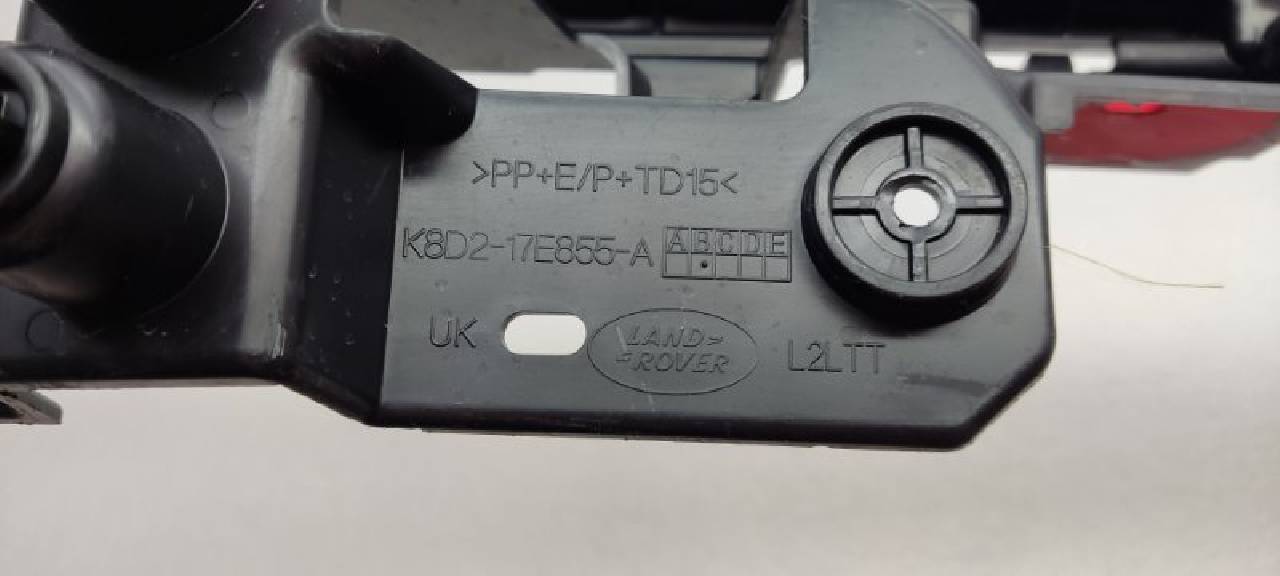 >PP+E/P+TD15<
K8D2-17E855-A ABCDE
UK
LAND>
<ROVER
L2LTT